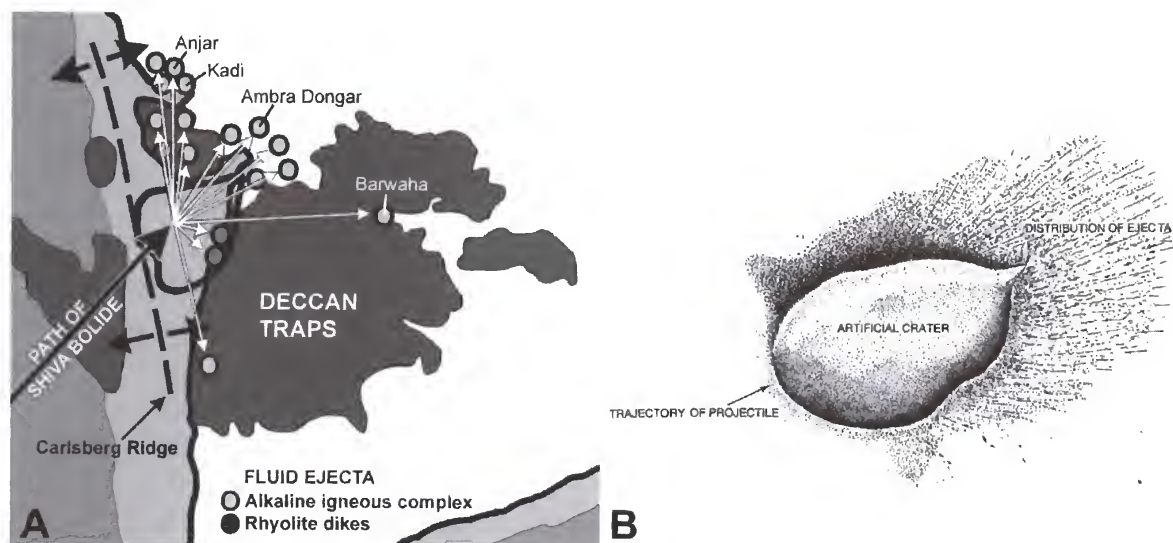 Anjar
Kadi
Ambra Dongar
Barwaha
DECCAN
TRAPS
PATH OF
SHIVA BOLIDE
Carlsberg Ridge
FLUID EJECTA
Alkaline igneous complex
Rhyolite dikes
A
DISTRIBUTION OF EJECTA
ARTIFICIAL CRATER
TRAJECTORY OF PROJECTILE
B